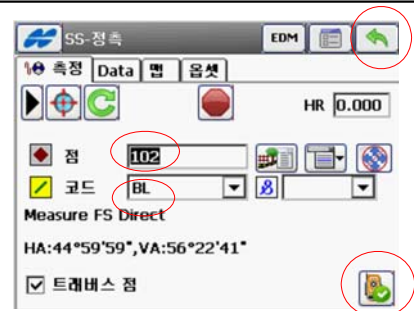 SS-정측 EDM
측정 Data 맵 옵셋
HR 0.000
점 102
코드 BL
Measure FS Direct
HA:44°59'59",VA:56°22'41"
트래버스 점